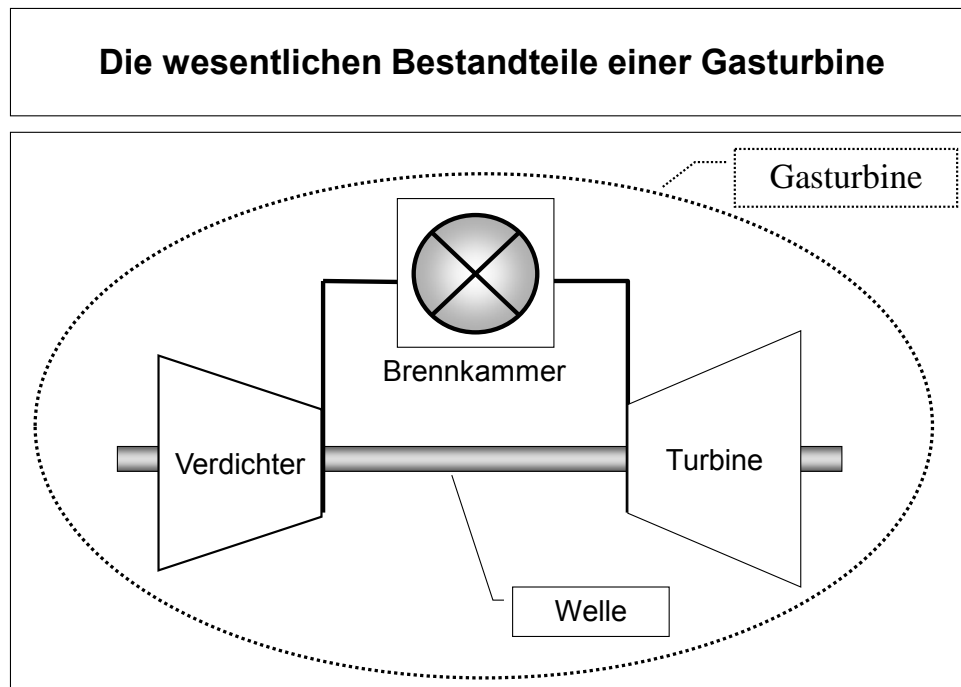 Die wesentlichen Bestandteile einer Gasturbine
Gasturbine
Brennkammer
Verdichter
Turbine
Welle